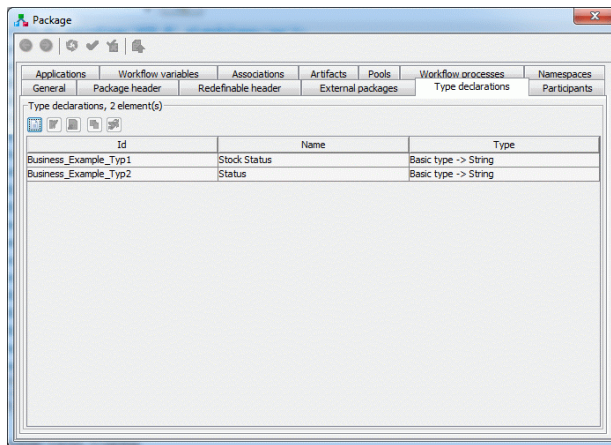 Package
Applications Workflow variables Associations Artifacts Pools Workflow processes Namespaces
General Package header Redefinable header External packages Type declarations Participants
Type declarations, 2 element(s)
Id Name Type
Business_Example_Typ1 Stock Status Basic type -> String
Business_Example_Typ2 Status Basic type -> String